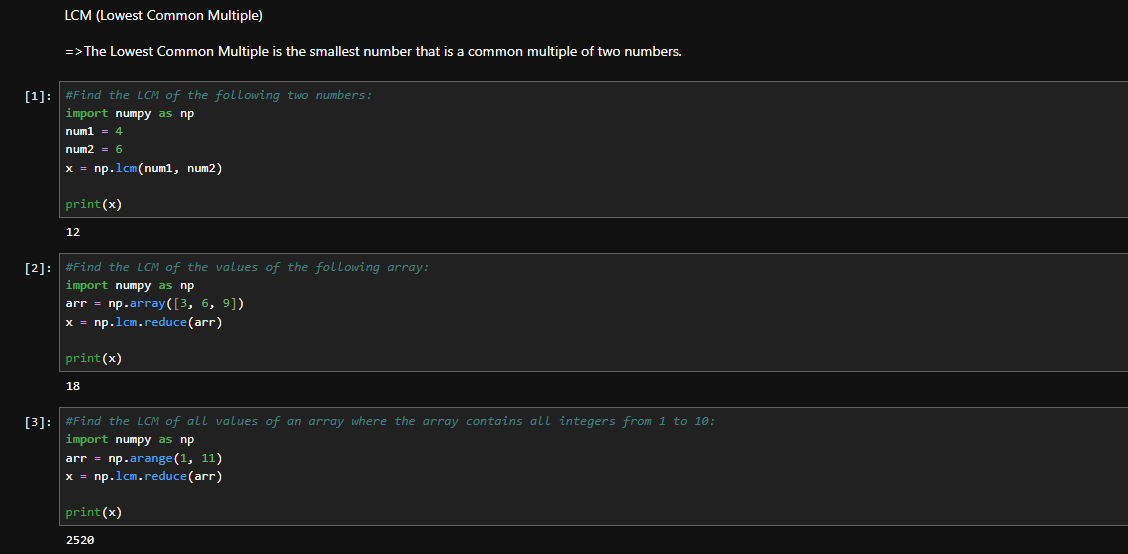 LCM (Lowest Common Multiple)
=>The Lowest Common Multiple is the smallest number that is a common multiple of two numbers.
[1]: #Find the LCM of the following two numbers:
import numpy as np
num1 = 4
num2 = 6
x = np.lcm(num1, num2)
print(x)
12
[2]: #Find the LCM of the values of the following array:
import numpy as np
arr = np.array([3, 6, 9])
x = np.lcm.reduce(arr)
print(x)
18
[3]: #Find the LCM of all values of an array where the array contains all integers from 1 to 10:
import numpy as np
arr = np.arange(1, 11)
x = np.lcm.reduce(arr)
print(x)
2520